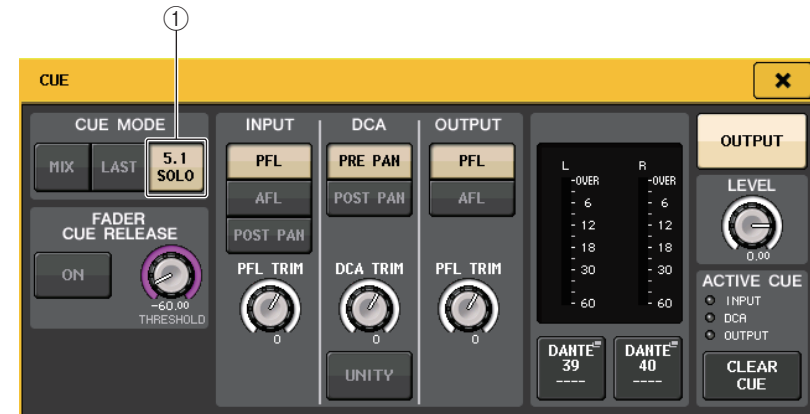 1
CUE
CUE MODE
MIX
LAST
5.1
SOLO
FADER
CUE RELEASE
ON
-60.00
THRESHOLD
INPUT
PFL
AFL
POST PAN
PFL TRIM
0
DCA
PRE PAN
POST PAN
DCA TRIM
0
UNITY
OUTPUT
PFL
AFL
PFL TRIM
0
L R
-OVER -OVER
- 6 - 6
- 12 - 12
- 18 - 18
- 30 - 30
- 60 - 60
DANTE
39
----
DANTE
40
----
OUTPUT
LEVEL
0.00
ACTIVE CUE
INPUT
DCA
OUTPUT
CLEAR
CUE